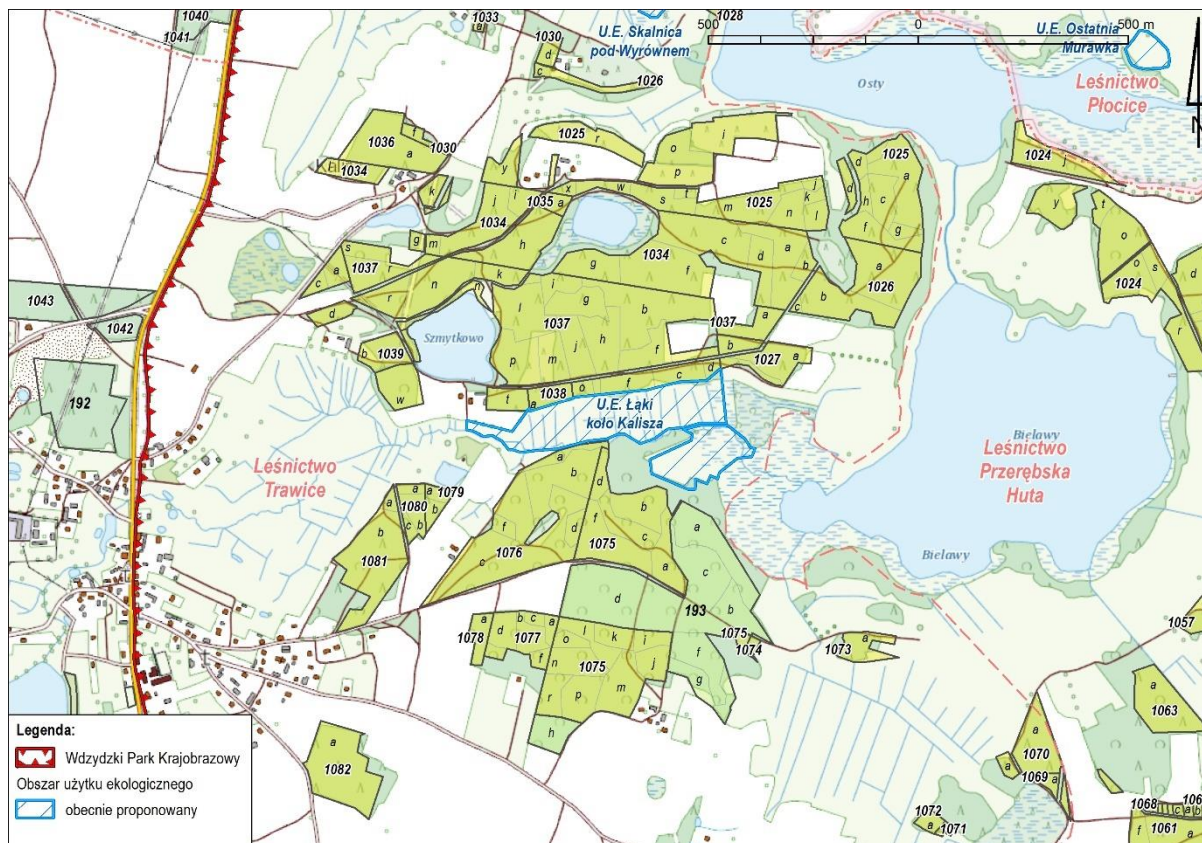 1040
1041
1033
1030
d
c
1026
U.E. Skalnica
pod Wyrównem
1028
500
0
500 m
U.E. Ostatnia
Murawka
N
Osty
Leśnictwo
Płocice
1036
f
a
1030
1034
k
1025
r
o
i
p
y
1025
a
d
h
c
f
g
1024
j
i
1035
a
x
w
t
s
m
1025
n
k
j
l
y
t
o
o
s
1024
d
r
1034
g
m
h
s
1037
r
a
c
n
k
r
g
1034
f
c
d
a
b
c
b
a
1026
1043
1042
d
Szmytkowo
n
i
g
l
1037
h
b
p
m
j
f
1037
a
b
1027
a
b
1039
w
192
t
a
1038
o
f
c
d
U.E. Łąki
koło Kalisza
Bielawy
Leśnictwo
Przerębska
Huta
Bielawy
Leśnictwo
Trawice
a
a
a
1079
1080
b
c
b
b
1081
a
b
d
f
d
c
1076
b
f
c
1075
a
a
c
d
193
b
1075
1074
f
g
1078
a
d
b
c
a
1077
f
o
l
k
i
n
1075
j
r
p
m
h
1073
a
1057
a
1063
a
1070
a
1069
a
1072
a
1071
1068
c
a
b
f
1061
a
a
1082
Legenda:
Wdzydzki Park Krajobrazowy
Obszar użytku ekologicznego
obecnie proponowany